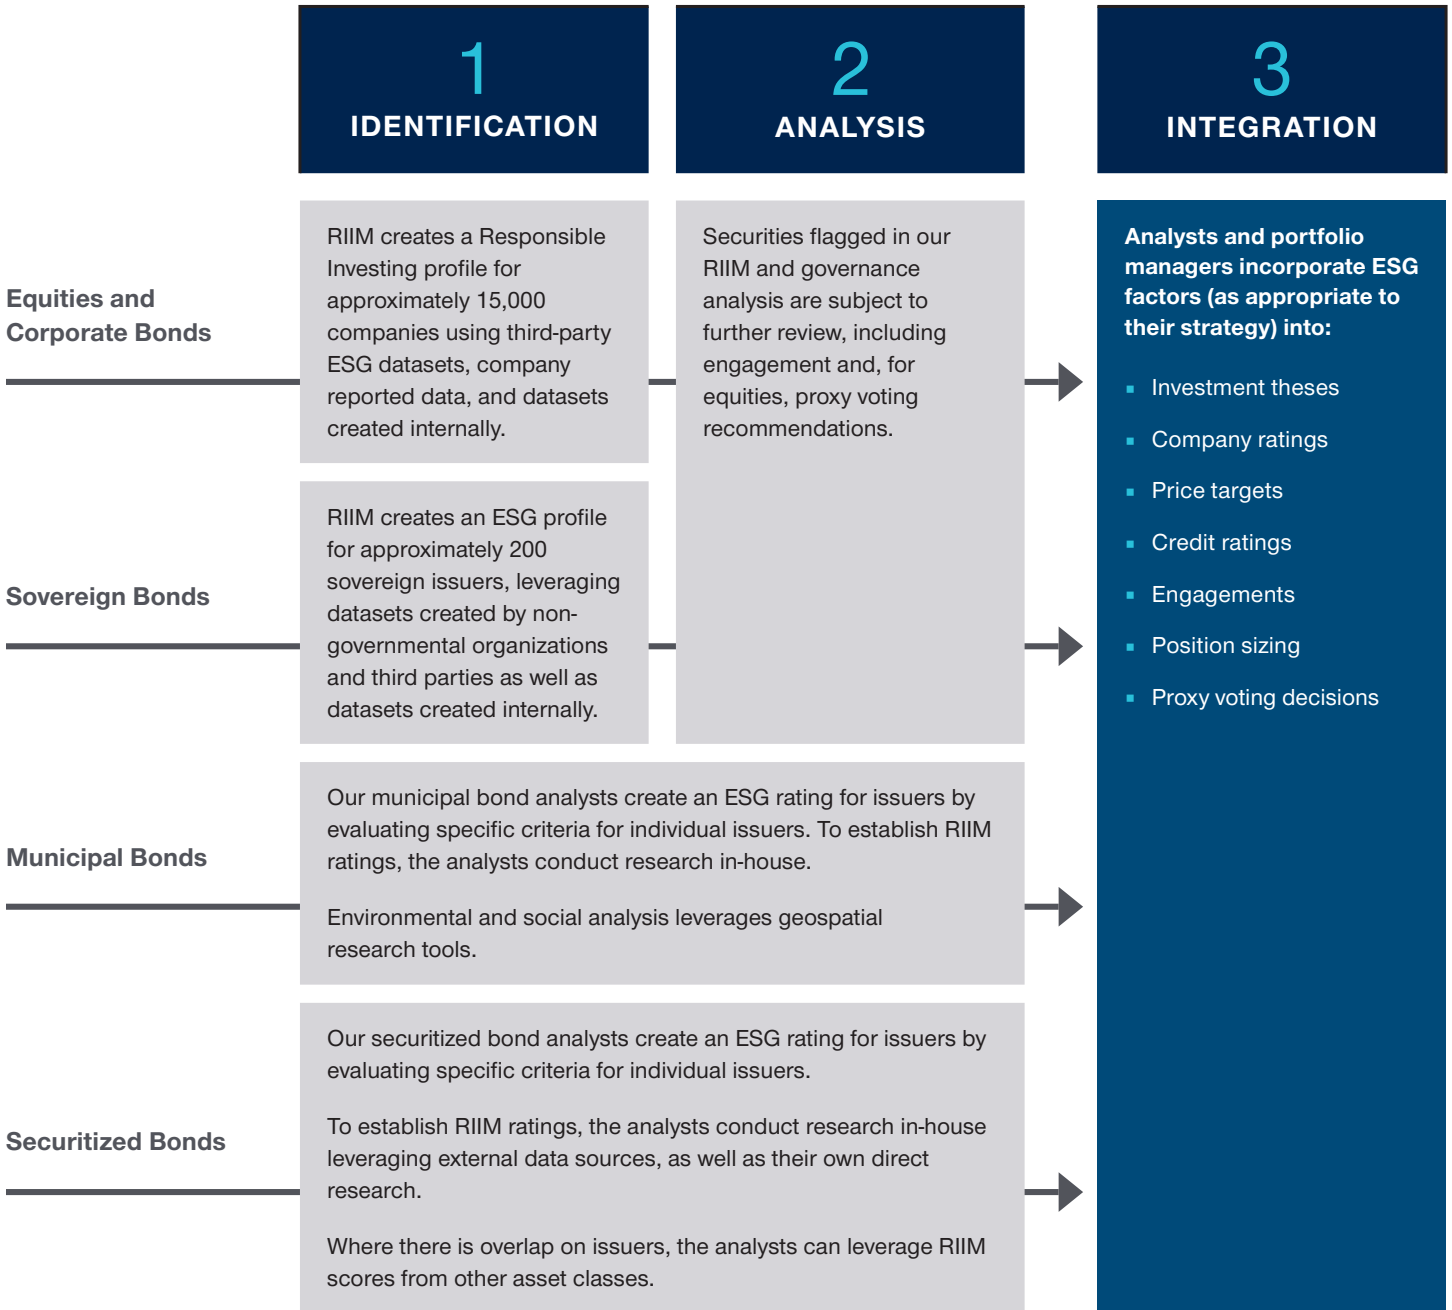 1
IDENTIFICATION
2
ANALYSIS
3
INTEGRATION
Equities and
Corporate Bonds
RIIM creates a Responsible
Investing profile for
approximately 15,000
companies using third-party
ESG datasets, company
reported data, and datasets
created internally.
Securities flagged in our
RIIM and governance
analysis are subject to
further review, including
engagement and, for
equities, proxy voting
recommendations.
Analysts and portfolio
managers incorporate ESG
factors (as appropriate to
their strategy) into:
▪ Investment theses
▪ Company ratings
▪ Price targets
▪ Credit ratings
▪ Engagements
▪ Position sizing
▪ Proxy voting decisions
Sovereign Bonds
RIIM creates an ESG profile
for approximately 200
sovereign issuers, leveraging
datasets created by non-
governmental organizations
and third parties as well as
datasets created internally.
Municipal Bonds
Our municipal bond analysts create an ESG rating for issuers by
evaluating specific criteria for individual issuers. To establish RIIM
ratings, the analysts conduct research in-house.
Environmental and social analysis leverages geospatial
research tools.
Securitized Bonds
Our securitized bond analysts create an ESG rating for issuers by
evaluating specific criteria for individual issuers.
To establish RIIM ratings, the analysts conduct research in-house
leveraging external data sources, as well as their own direct
research.
Where there is overlap on issuers, the analysts can leverage RIIM
scores from other asset classes.